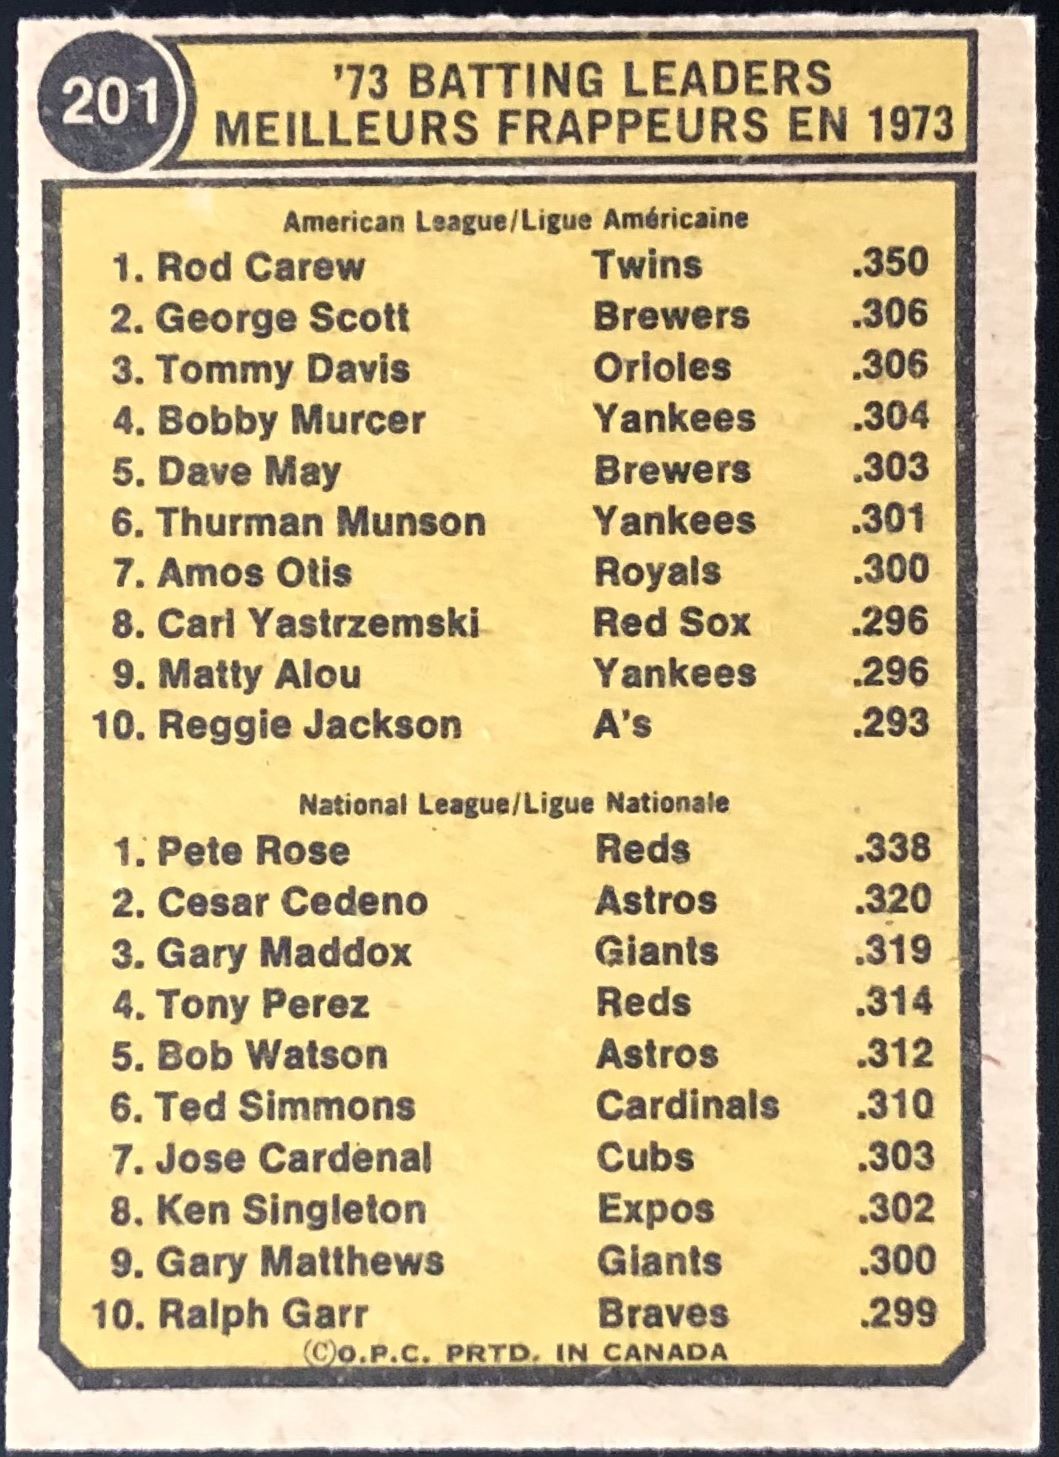 201
'73 BATTING LEADERS
MEILLEURS FRAPPEURS EN 1973
American League/Ligue Américaine
1. Rod Carew Twins .350
2. George Scott Brewers .306
3. Tommy Davis Orioles .306
4. Bobby Murcer Yankees .304
5. Dave May Brewers .303
6. Thurman Munson Yankees .301
7. Amos Otis Royals .300
8. Carl Yastrzemski Red Sox .296
9. Matty Alou Yankees .296
10. Reggie Jackson A's .293
National League/Ligue Nationale
1. Pete Rose Reds .338
2. Cesar Cedeno Astros .320
3. Gary Maddox Giants .319
4. Tony Perez Reds .314
5. Bob Watson Astros .312
6. Ted Simmons Cardinals .310
7. Jose Cardenal Cubs .303
8. Ken Singleton Expos .302
9. Gary Matthews Giants .300
10. Ralph Garr Braves .299
©O.P.C. PRTD. IN CANADA